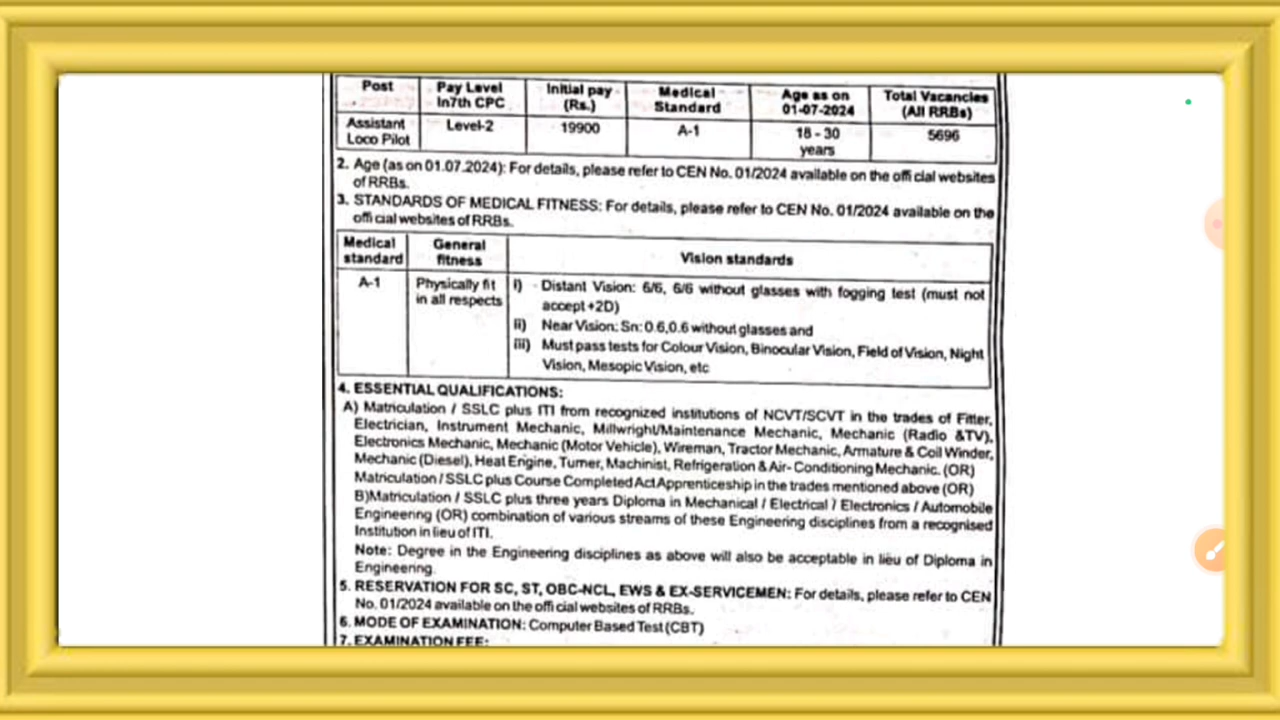 Post Pay Level In7th CPC Initial pay (Rs.) Medical Standard Age as on 01-07-2024 Total Vacancies (All RRBs)
Assistant Loco Pilot Level-2 19900 A-1 18 - 30 years 5696
2. Age (as on 01.07.2024): For details, please refer to CEN No. 01/2024 available on the official websites
of RRBs.
3. STANDARDS OF MEDICAL FITNESS: For details, please refer to CEN No. 01/2024 available on the
official websites of RRBs.
Medical standard General fitness Vision standards
A-1 Physically fit in all respects
i) Distant Vision: 6/6, 6/6 without glasses with fogging test (must not
accept +2D)
ii) Near Vision: Sn: 0.6,0.6 without glasses and
iii) Must pass tests for Colour Vision, Binocular Vision, Field of Vision, Night
Vision, Mesopic Vision, etc
4. ESSENTIAL QUALIFICATIONS:
A) Matriculation / SSLC plus ITI from recognized institutions of NCVT/SCVT in the trades of Fitter,
Electrician, Instrument Mechanic, Millwright/Maintenance Mechanic, Mechanic (Radio &TV),
Electronics Mechanic, Mechanic (Motor Vehicle), Wireman, Tractor Mechanic, Armature & Coil Winder,
Mechanic (Diesel), Heat Engine, Turner, Machinist, Refrigeration & Air- Conditioning Mechanic. (OR)
Matriculation / SSLC plus Course Completed Act Apprenticeship in the trades mentioned above (OR)
B)Matriculation / SSLC plus three years Diploma in Mechanical / Electrical / Electronics / Automobile
Engineering (OR) combination of various streams of these Engineering disciplines from a recognised
Institution in lieu of ITI.
Note: Degree in the Engineering disciplines as above will also be acceptable in lieu of Diploma in
Engineering.
5. RESERVATION FOR SC, ST, OBC-NCL, EWS & EX-SERVICEMEN: For details, please refer to CEN
No. 01/2024 available on the official websites of RRBs.
6. MODE OF EXAMINATION: Computer Based Test (CBT)
7. EXAMINATION FEE: